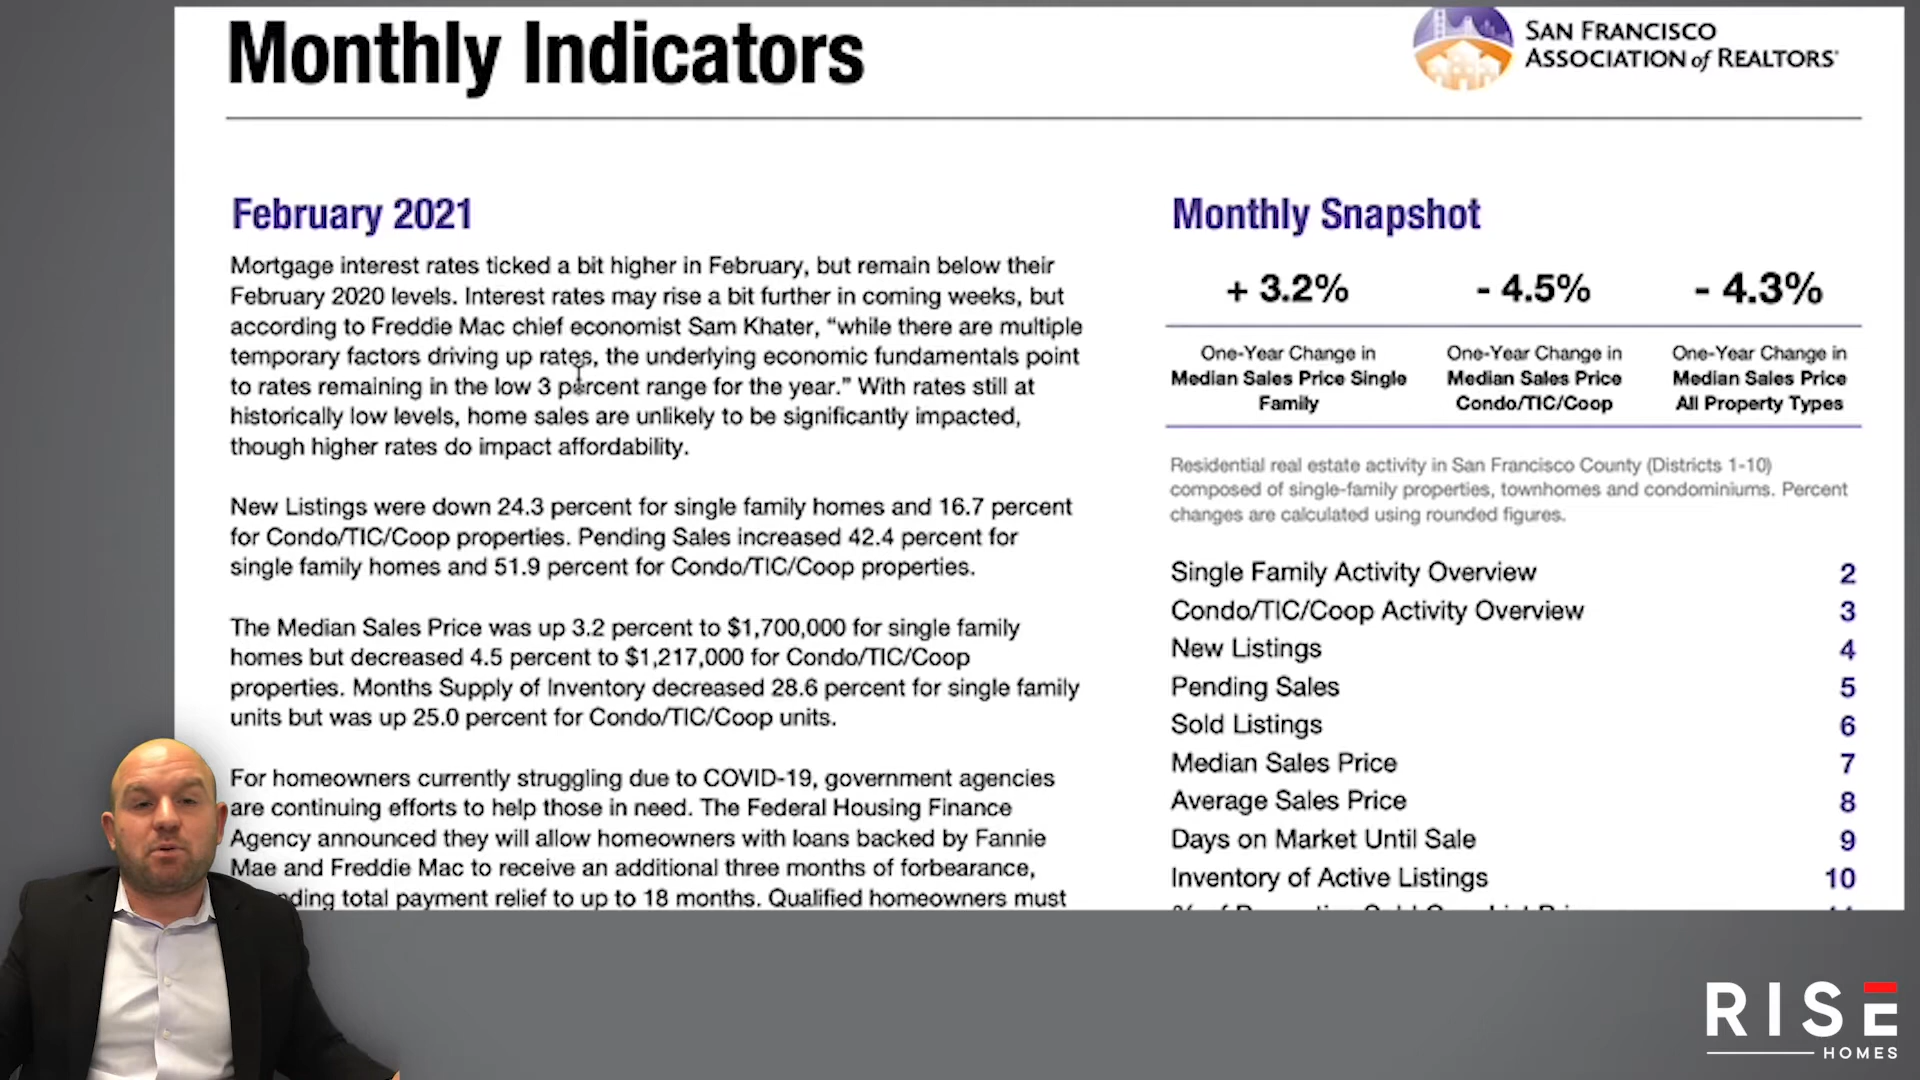 Monthly Indicators
SAN FRANCISCO
ASSOCIATION of REALTORS®
February 2021
Mortgage interest rates ticked a bit higher in February, but remain below their
February 2020 levels. Interest rates may rise a bit further in coming weeks, but
according to Freddie Mac chief economist Sam Khater, “while there are multiple
temporary factors driving up rates, the underlying economic fundamentals point
to rates remaining in the low 3 percent range for the year.” With rates still at
historically low levels, home sales are unlikely to be significantly impacted,
though higher rates do impact affordability.
New Listings were down 24.3 percent for single family homes and 16.7 percent
for Condo/TIC/Coop properties. Pending Sales increased 42.4 percent for
single family homes and 51.9 percent for Condo/TIC/Coop properties.
The Median Sales Price was up 3.2 percent to $1,700,000 for single family
homes but decreased 4.5 percent to $1,217,000 for Condo/TIC/Coop
properties. Months Supply of Inventory decreased 28.6 percent for single family
units but was up 25.0 percent for Condo/TIC/Coop units.
For homeowners currently struggling due to COVID-19, government agencies
are continuing efforts to help those in need. The Federal Housing Finance
Agency announced they will allow homeowners with loans backed by Fannie
Mae and Freddie Mac to receive an additional three months of forbearance,
total payment relief to up to 18 months. Qualified homeowners must
Monthly Snapshot
+ 3.2%
- 4.5%
- 4.3%
One-Year Change in
Median Sales Price Single
Family
One-Year Change in
Median Sales Price
Condo/TIC/Coop
One-Year Change in
Median Sales Price
All Property Types
Residential real estate activity in San Francisco County (Districts 1-10)
composed of single-family properties, townhomes and condominiums. Percent
changes are calculated using rounded figures.
Single Family Activity Overview 2
Condo/TIC/Coop Activity Overview 3
New Listings 4
Pending Sales 5
Sold Listings 6
Median Sales Price 7
Average Sales Price 8
Days on Market Until Sale 9
Inventory of Active Listings 10
RISE
HOMES